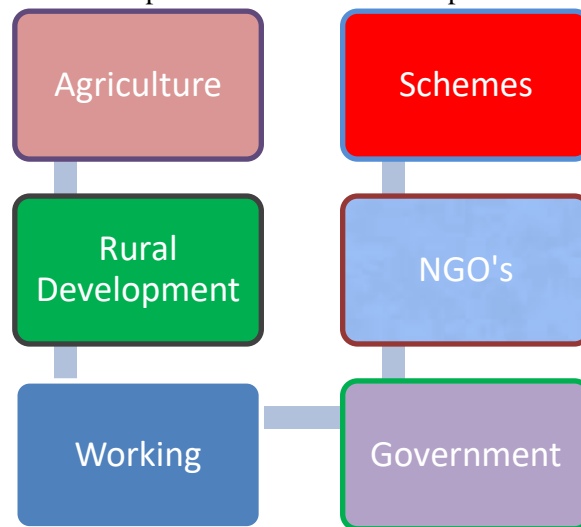 Agriculture
Schemes
Rural
Development
NGO's
Working
Government